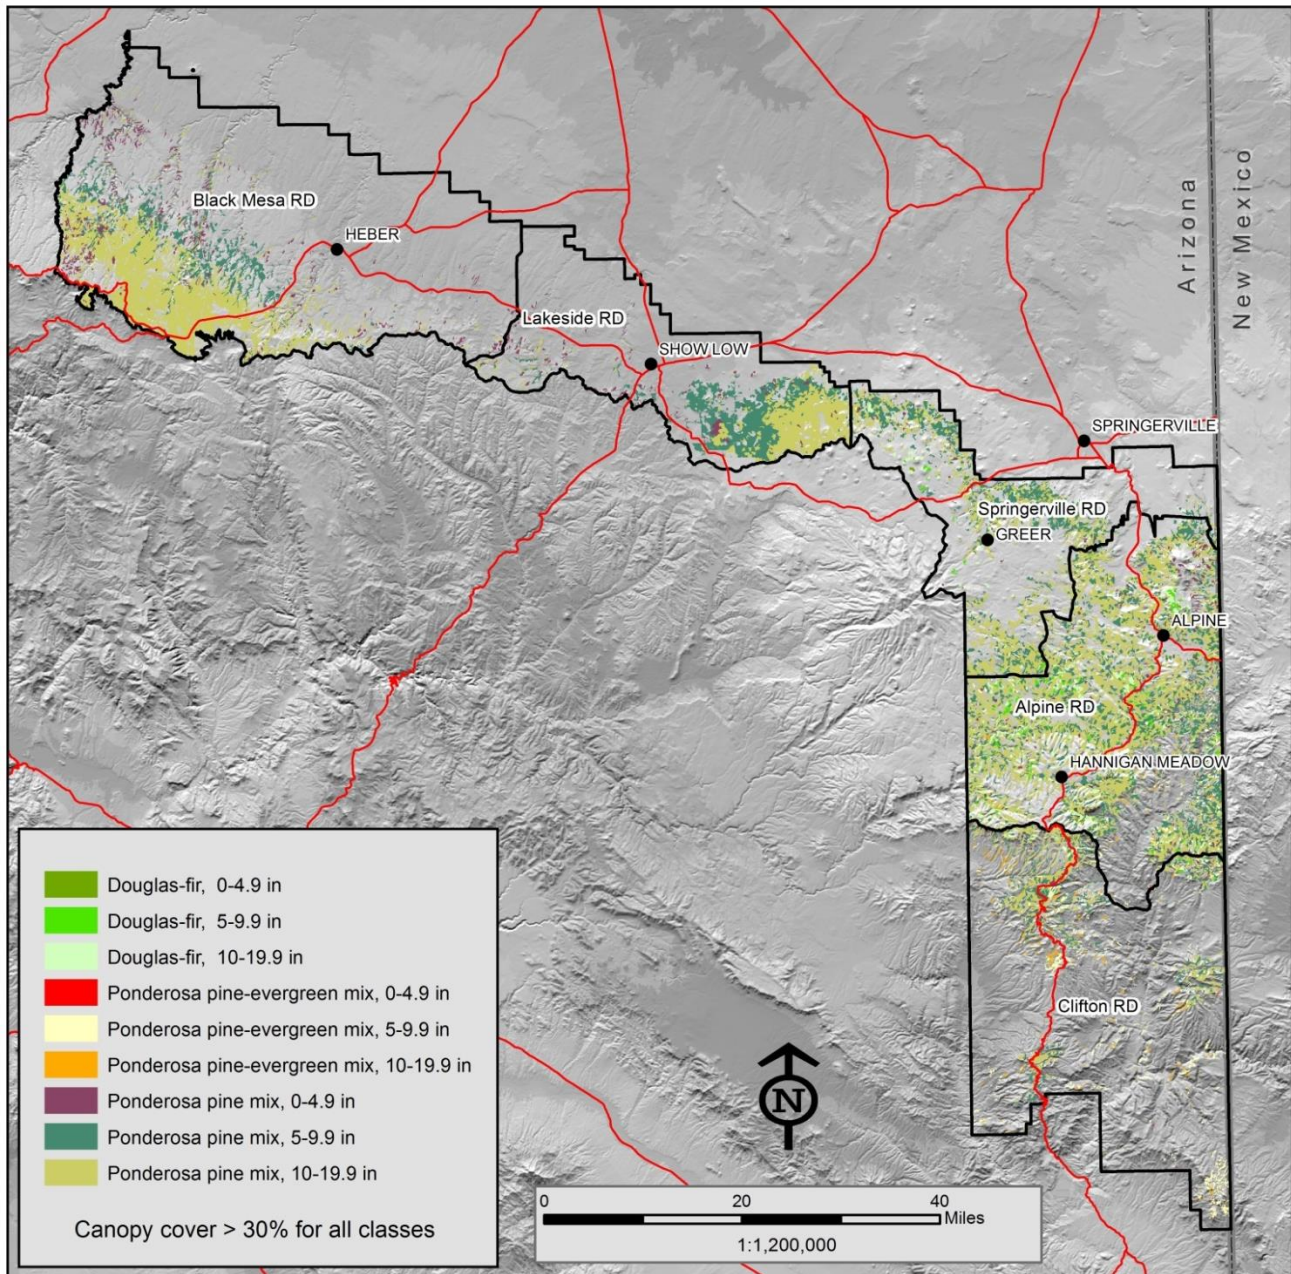 Arizona
New Mexico
Black Mesa RD
HEBER
Lakeside RD
SHOW LOW
SPRINGERVILLE
Springerville RD
GREER
ALPINE
Alpine RD
HANNIGAN MEADOW
Clifton RD
Douglas-fir, 0-4.9 in
Douglas-fir, 5-9.9 in
Douglas-fir, 10-19.9 in
Ponderosa pine-evergreen mix, 0-4.9 in
Ponderosa pine-evergreen mix, 5-9.9 in
Ponderosa pine-evergreen mix, 10-19.9 in
Ponderosa pine mix, 0-4.9 in
Ponderosa pine mix, 5-9.9 in
Ponderosa pine mix, 10-19.9 in
Canopy cover > 30% for all classes
N
0 20 40
Miles
1:1,200,000